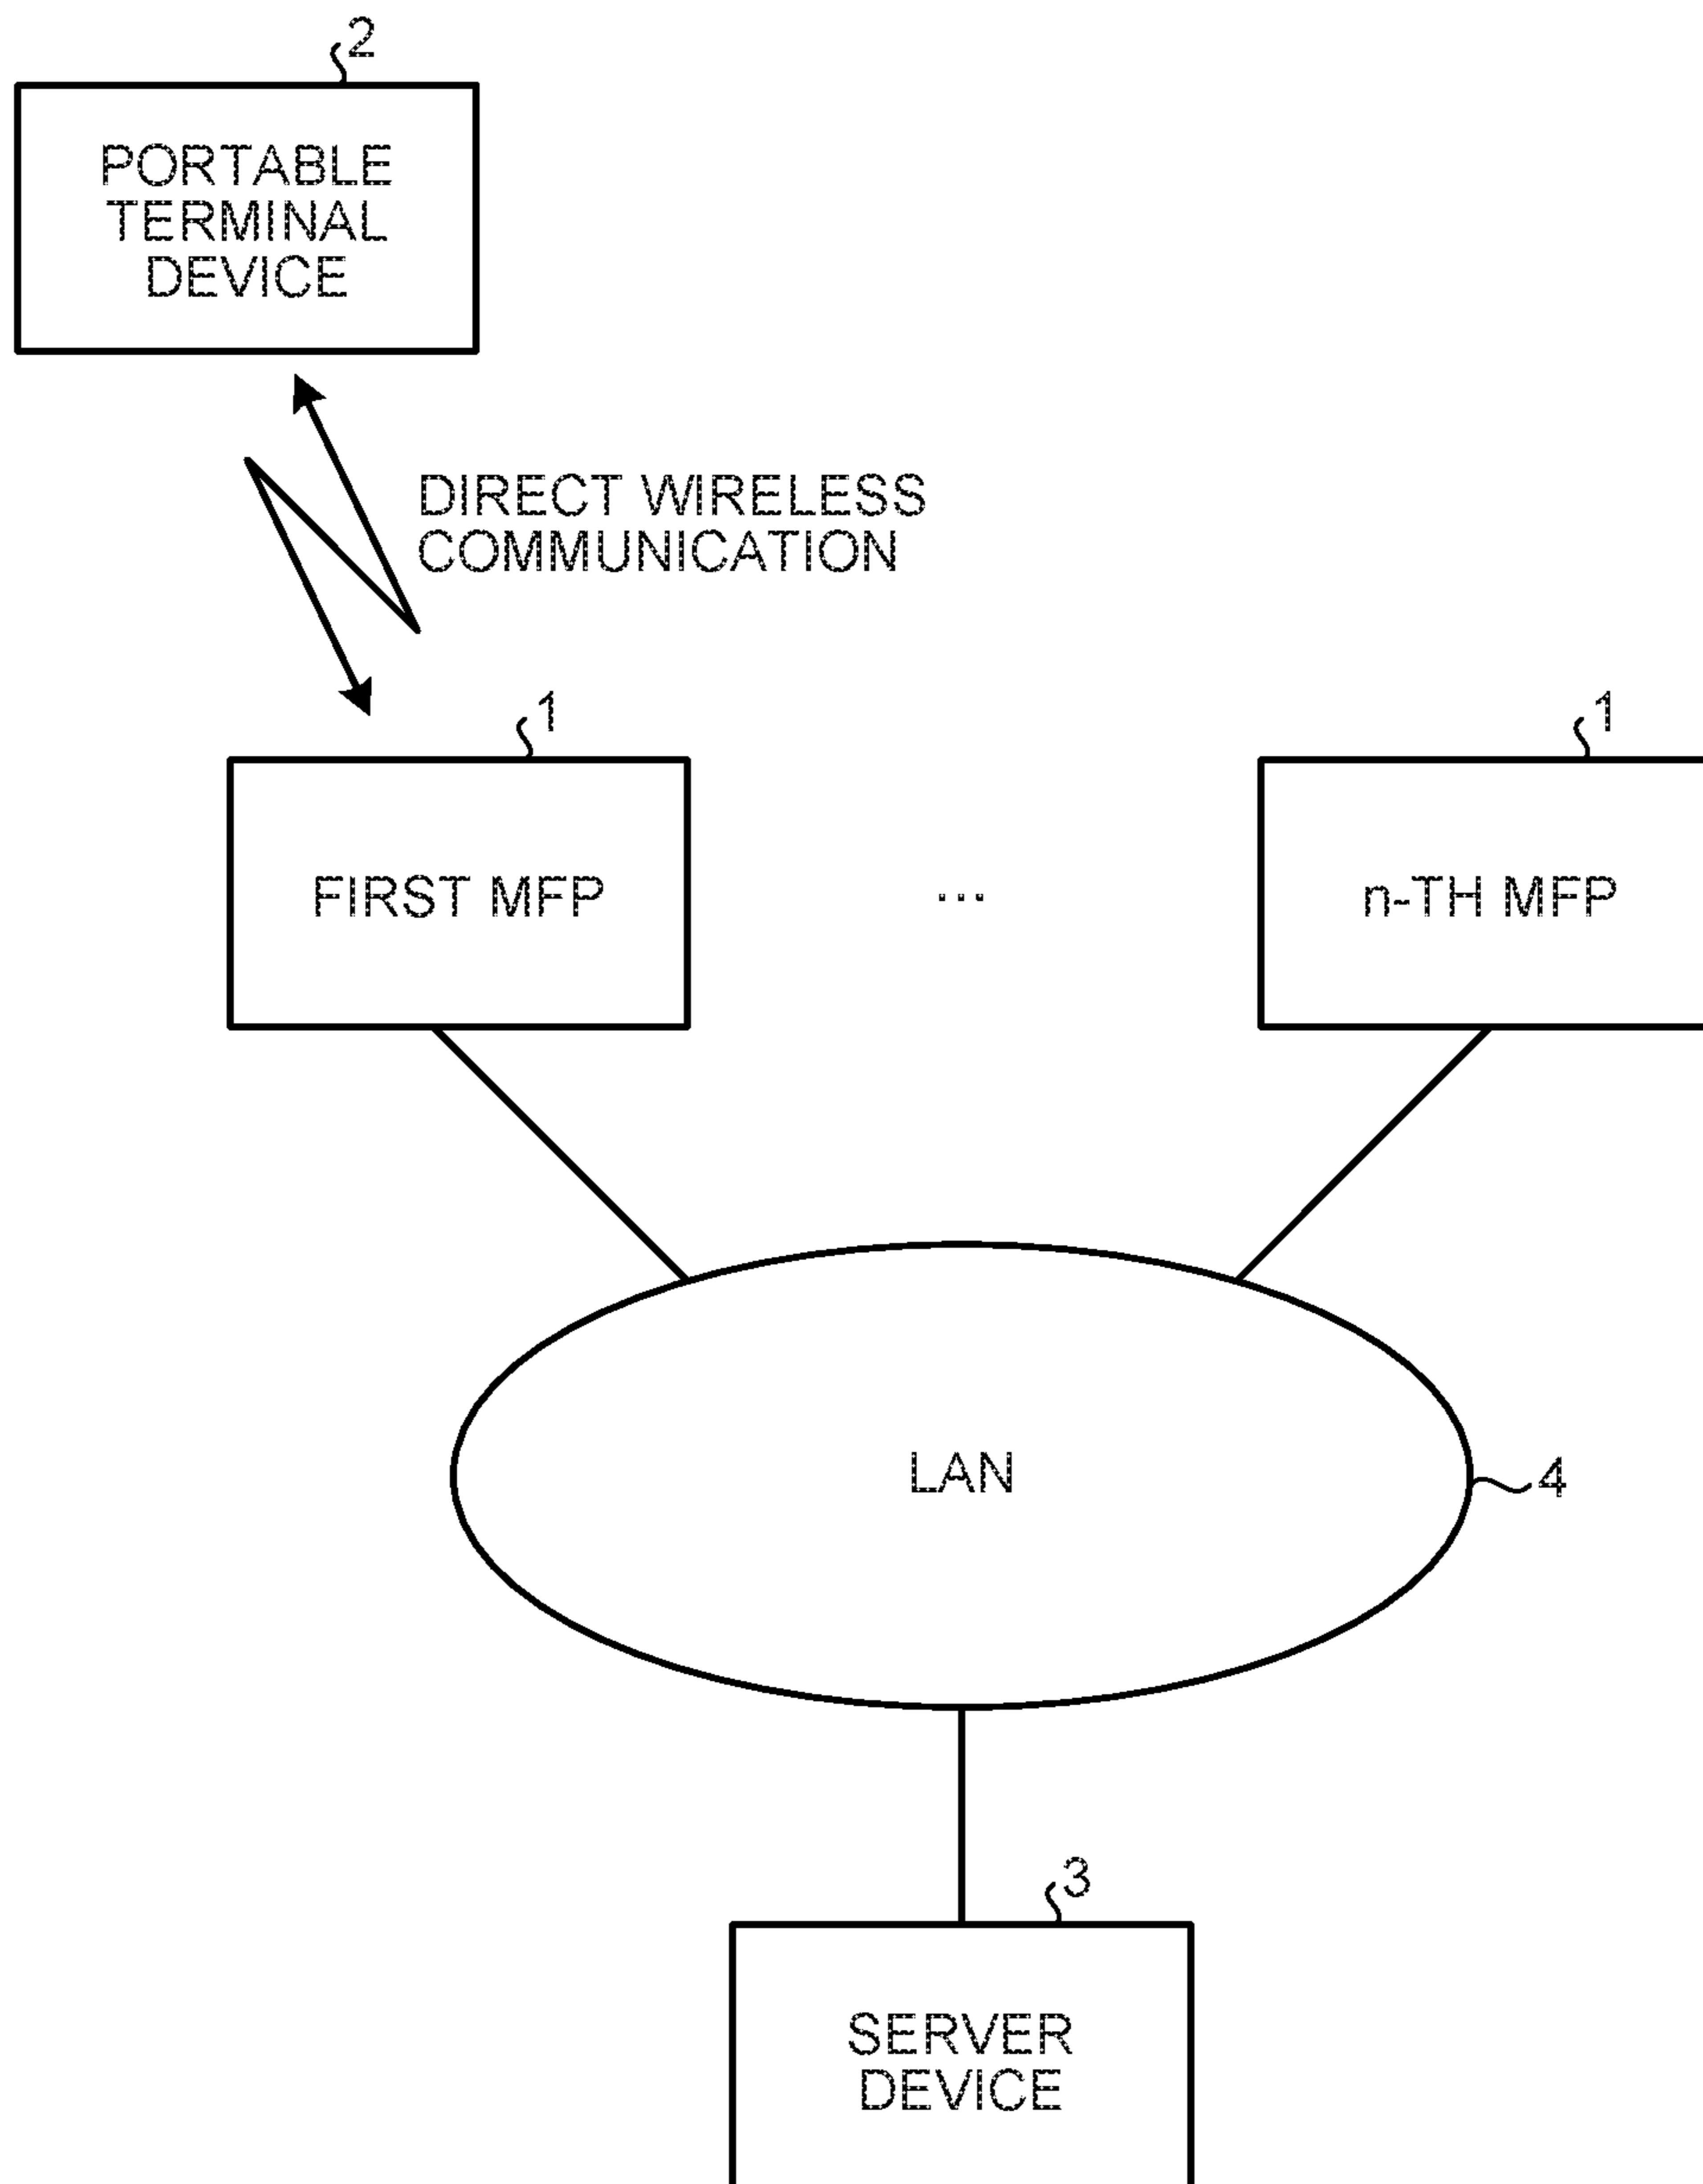 2
PORTABLE
TERMINAL
DEVICE
DIRECT WIRELESS
COMMUNICATION
1
1
FIRST MFP
...
n-TH MFP
LAN
4
3
SERVER
DEVICE